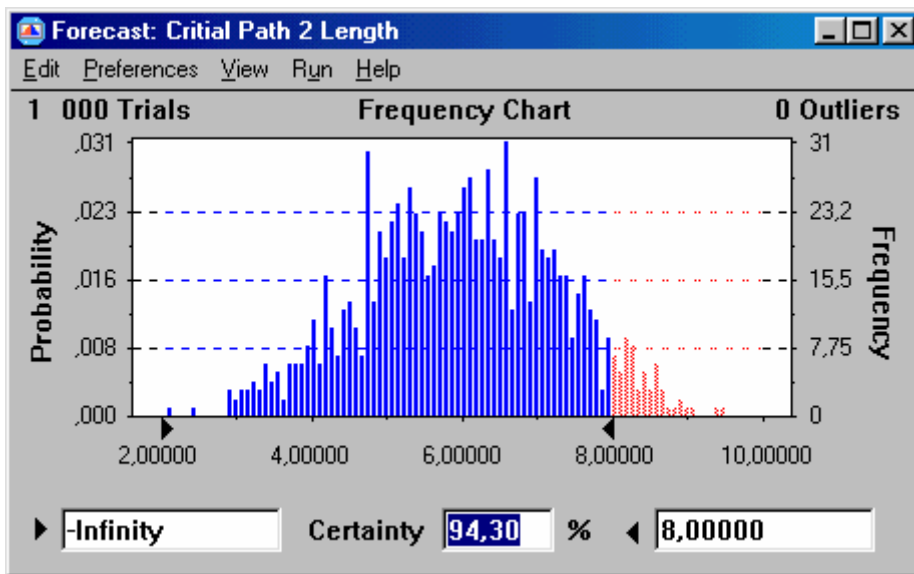 Forecast: Critial Path 2 Length
Edit Preferences View Run Help
1 000 Trials Frequency Chart 0 Outliers
Probability
,031
,023
,016
,008
,000
31
23,2
15,5
7,75
0
Frequency
2,00000 4,00000 6,00000 8,00000 10,00000
-Infinity Certainty 94,30 % 8,00000